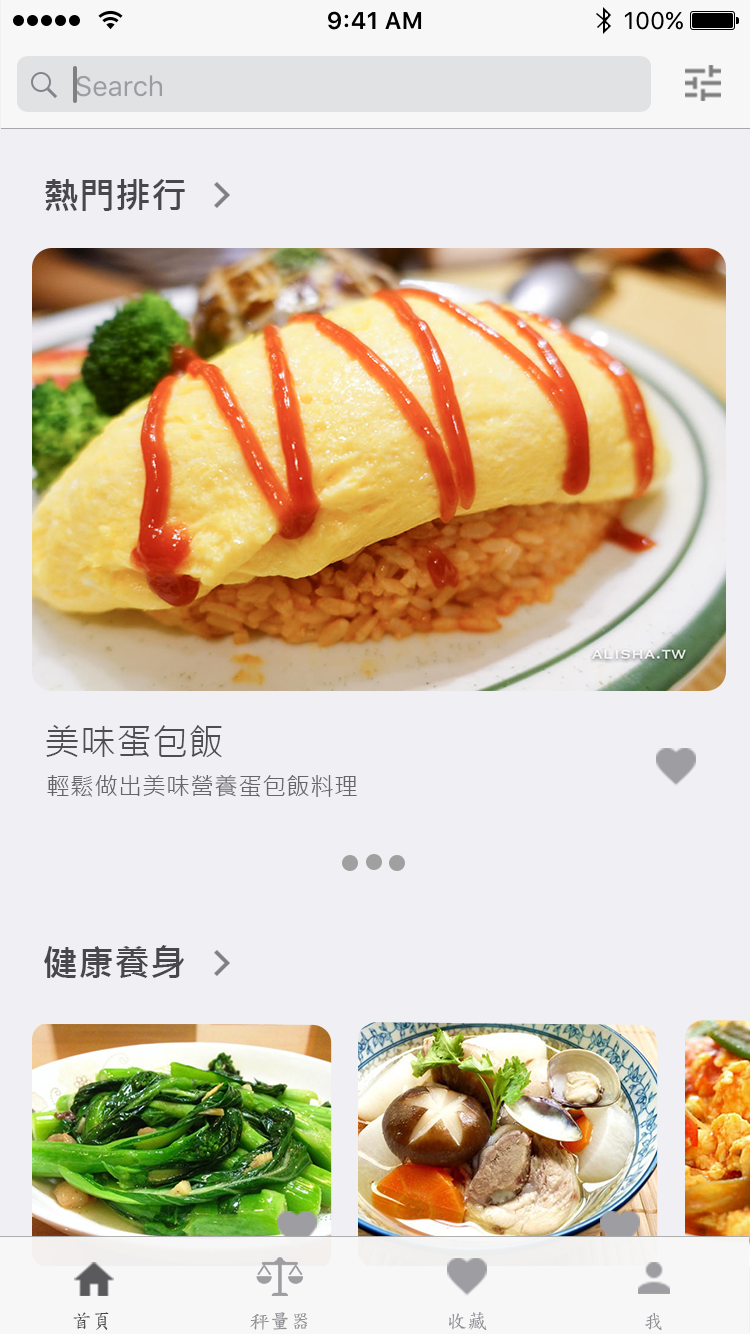 9:41 AM
100%
Search
熱門排行
ALISHA.TW
美味蛋包飯
輕鬆做出美味營養蛋包飯料理
健康養身
首頁
秤量器
收藏
我